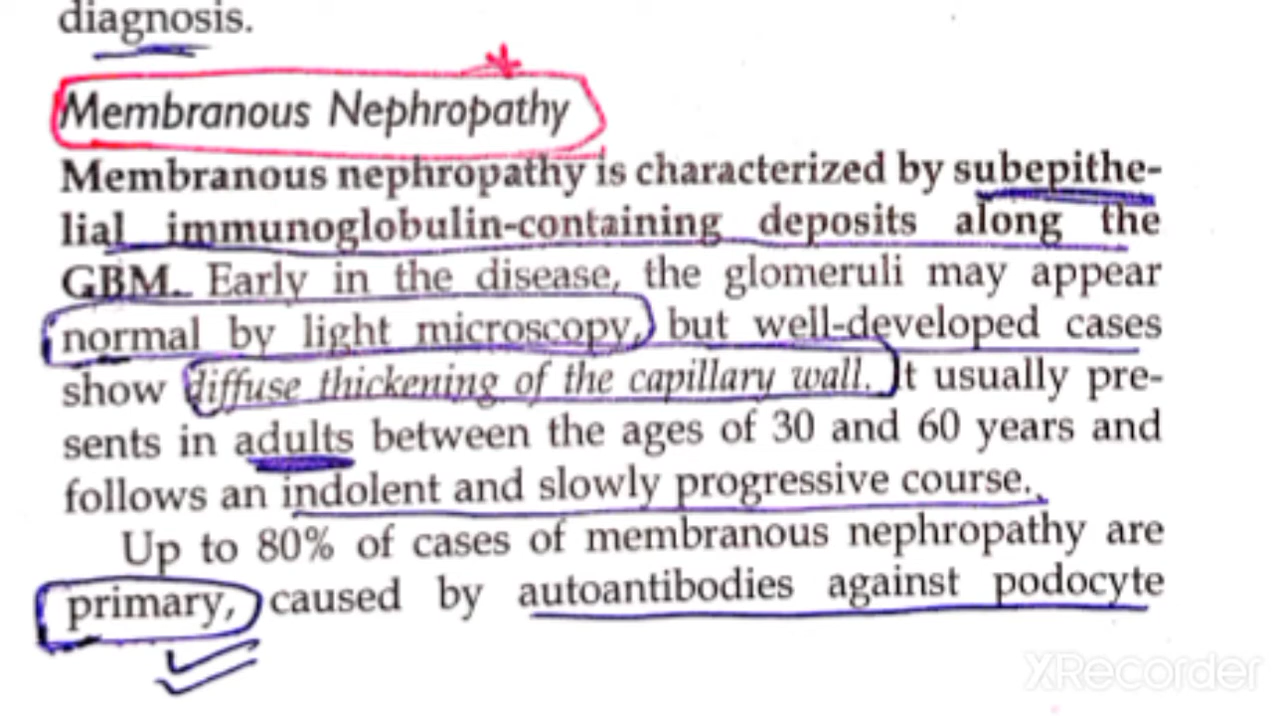 diagnosis.
Membranous Nephropathy
Membranous nephropathy is characterized by subepithe-
lial immunoglobulin-containing deposits along the
GBM. Early in the disease, the glomeruli may appear
normal by light microscopy, but well-developed cases
show diffuse thickening of the capillary wall. It usually pre-
sents in adults between the ages of 30 and 60 years and
follows an indolent and slowly progressive course.
Up to 80% of cases of membranous nephropathy are
primary, caused by autoantibodies against podocyte
XRecorder